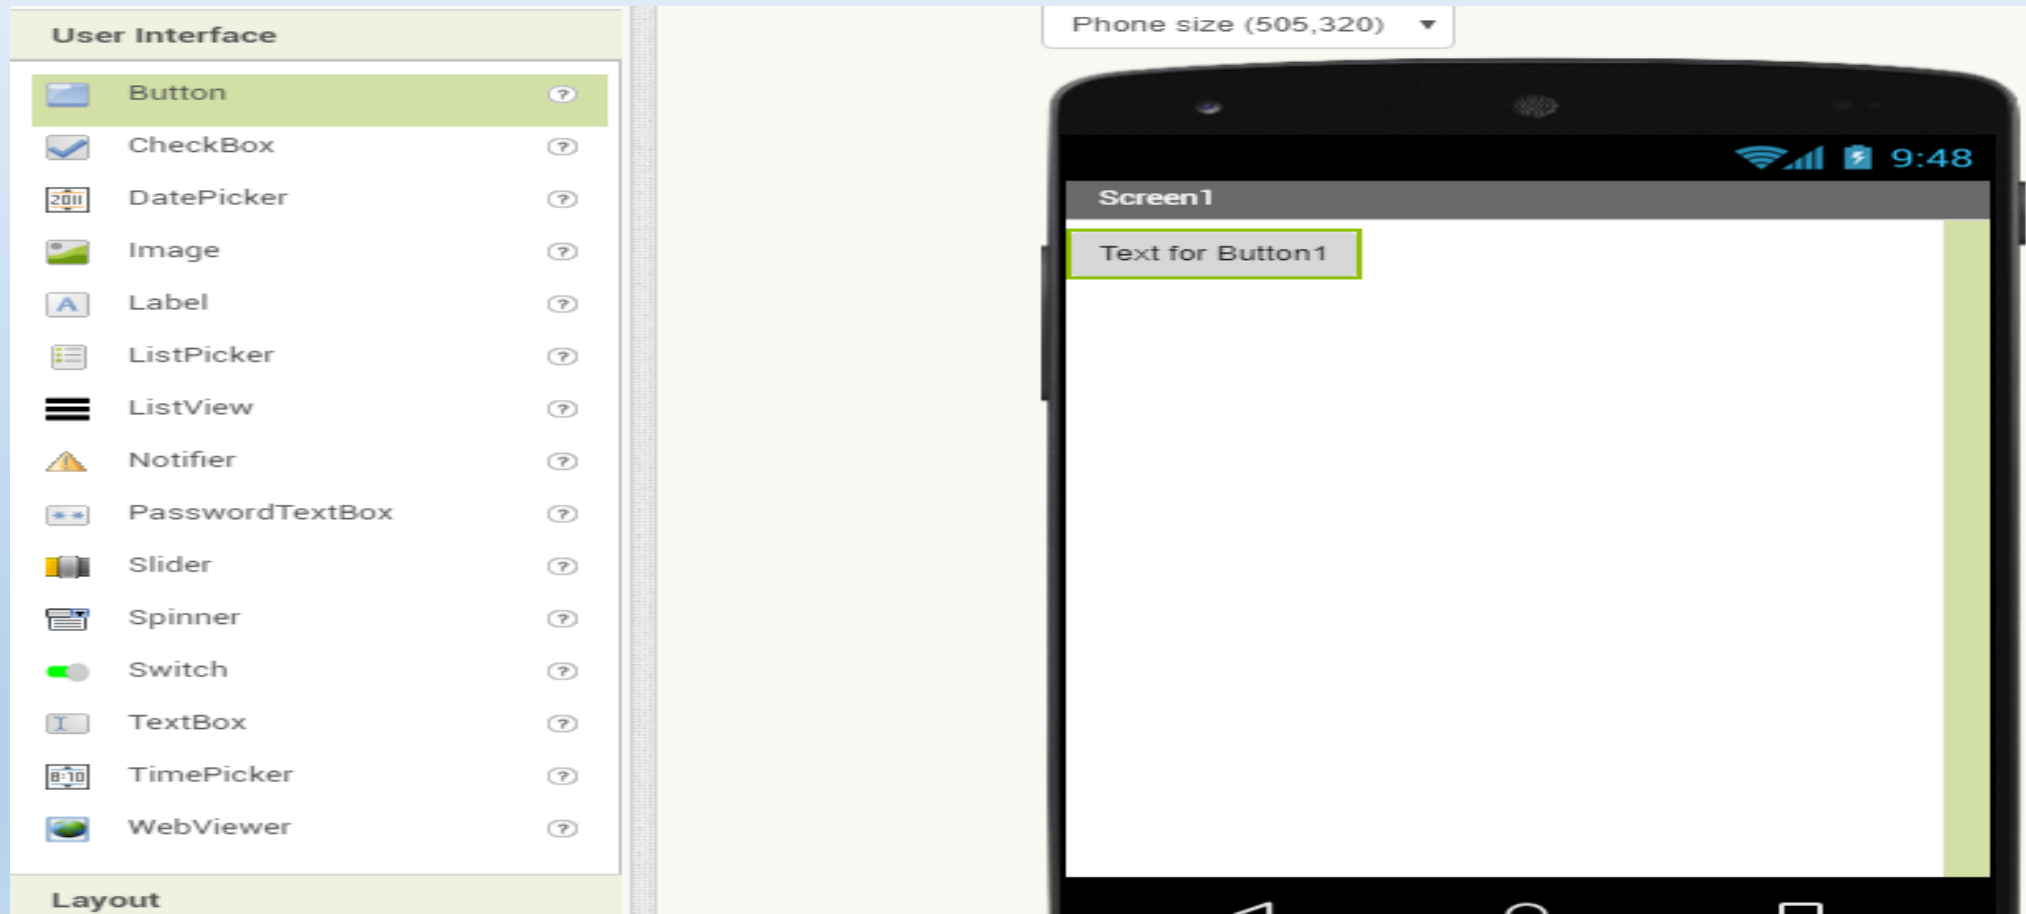 User Interface
Button
CheckBox
DatePicker
Image
Label
ListPicker
ListView
Notifier
PasswordTextBox
Slider
Spinner
Switch
TextBox
TimePicker
WebViewer
Layout
Phone size (505,320)
9:48
Screen1
Text for Button1